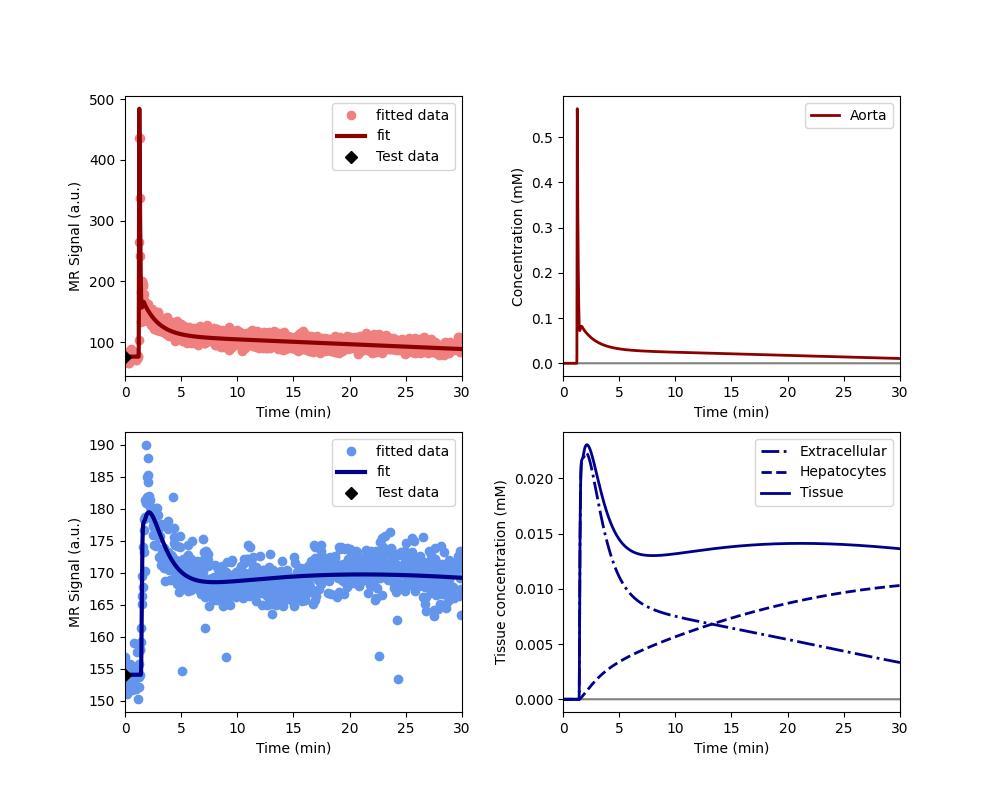 500
400
300
200
100
MR Signal (a.u.)
fitted data
fit
Test data
0 5 10 15 20 25 30
Time (min)
0.5
0.4
0.3
0.2
0.1
0.0
Concentration (mM)
Aorta
0 5 10 15 20 25 30
Time (min)
190
185
180
175
170
165
160
155
150
MR Signal (a.u.)
fitted data
fit
Test data
0 5 10 15 20 25 30
Time (min)
0.020
0.015
0.010
0.005
0.000
Tissue concentration (mM)
Extracellular
Hepatocytes
Tissue
0 5 10 15 20 25 30
Time (min)